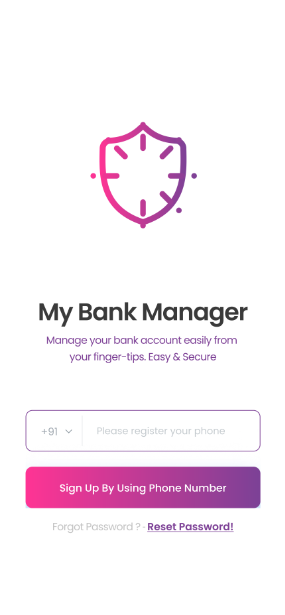 My Bank Manager
Manage your bank account easily from
your finger-tips. Easy & Secure
+91 Please register your phone
Sign Up By Using Phone Number
Forgot Password ? · Reset Password!